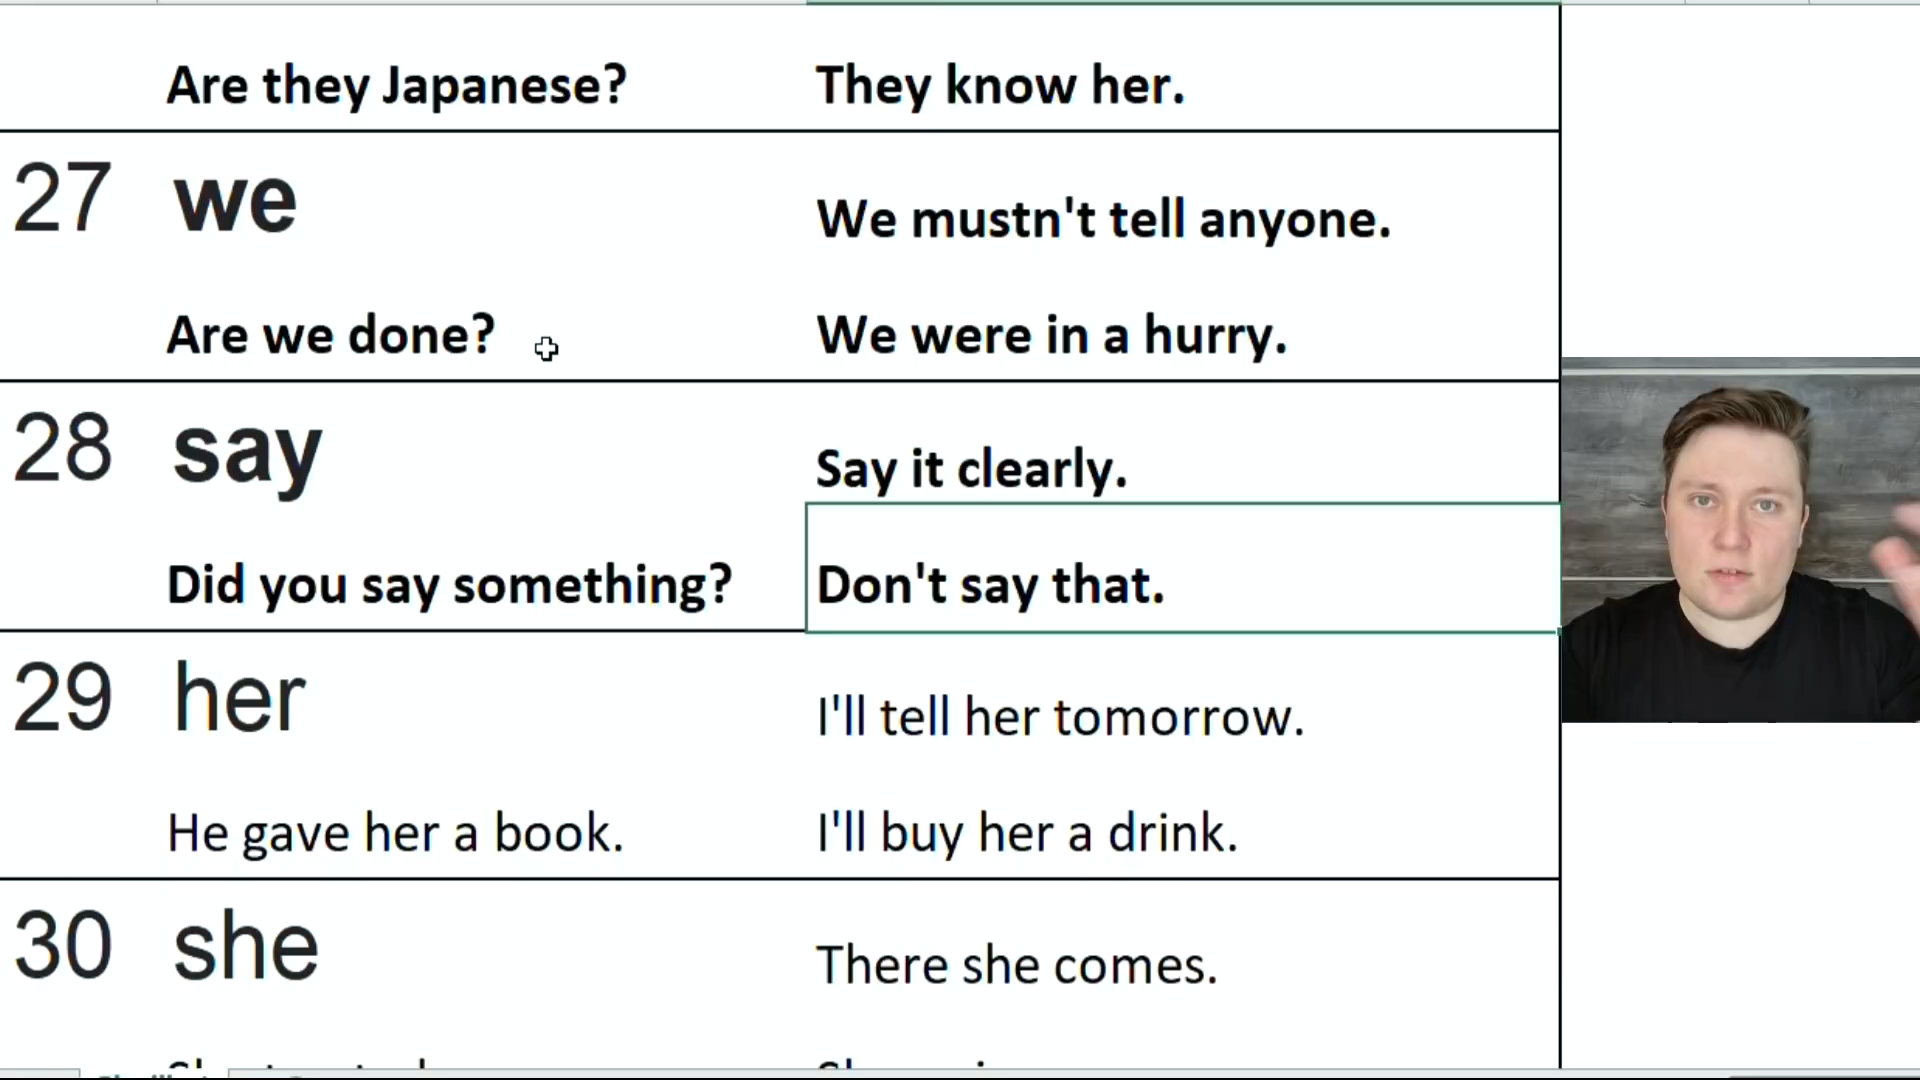 Are they Japanese? They know her.
27 we We mustn't tell anyone.
Are we done? We were in a hurry.
28 say Say it clearly.
Did you say something? Don't say that.
29 her I'll tell her tomorrow.
He gave her a book. I'll buy her a drink.
30 she There she comes.